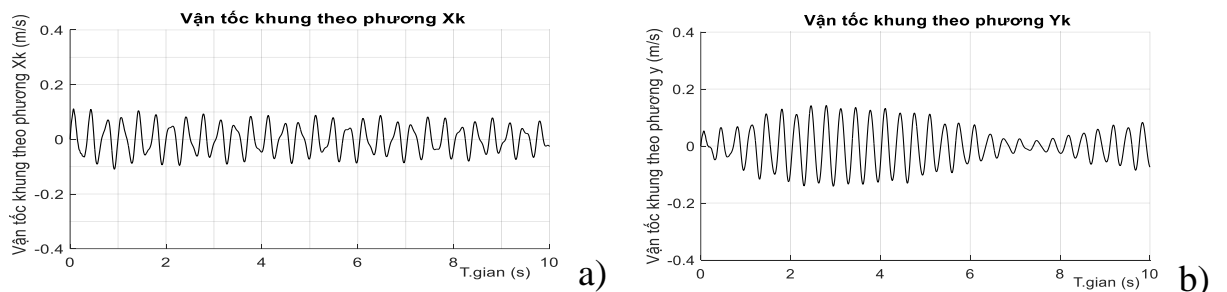 Vận tốc khung theo phương Xk
Vận tốc khung theo phương Xk (m/s)
0.4
0.2
0
-0.2
-0.4
0 2 4 6 8 10
T.gian (s)
a)
Vận tốc khung theo phương Yk
Vận tốc khung theo phương y (m/s)
0.4
0.2
0
-0.2
-0.4
0 2 4 6 8 10
T.gian (s)
b)